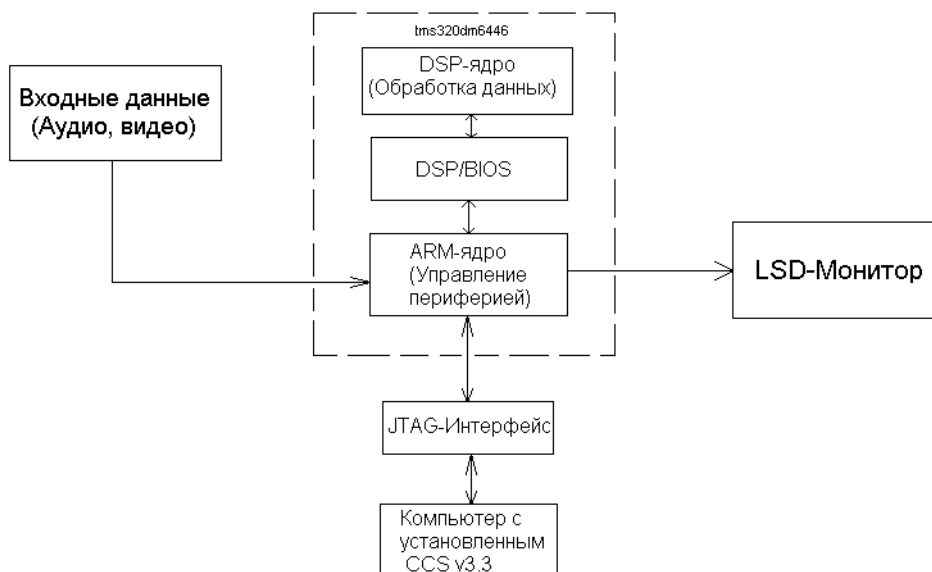 tms320dm6446
DSP-ядро
(Обработка данных)
Входные данные
(Аудио, видео)
DSP/BIOS
ARM-ядро
(Управление
периферией)
LSD-Монитор
JTAG-Интерфейс
Компьютер с
установленным
CCS v3.3